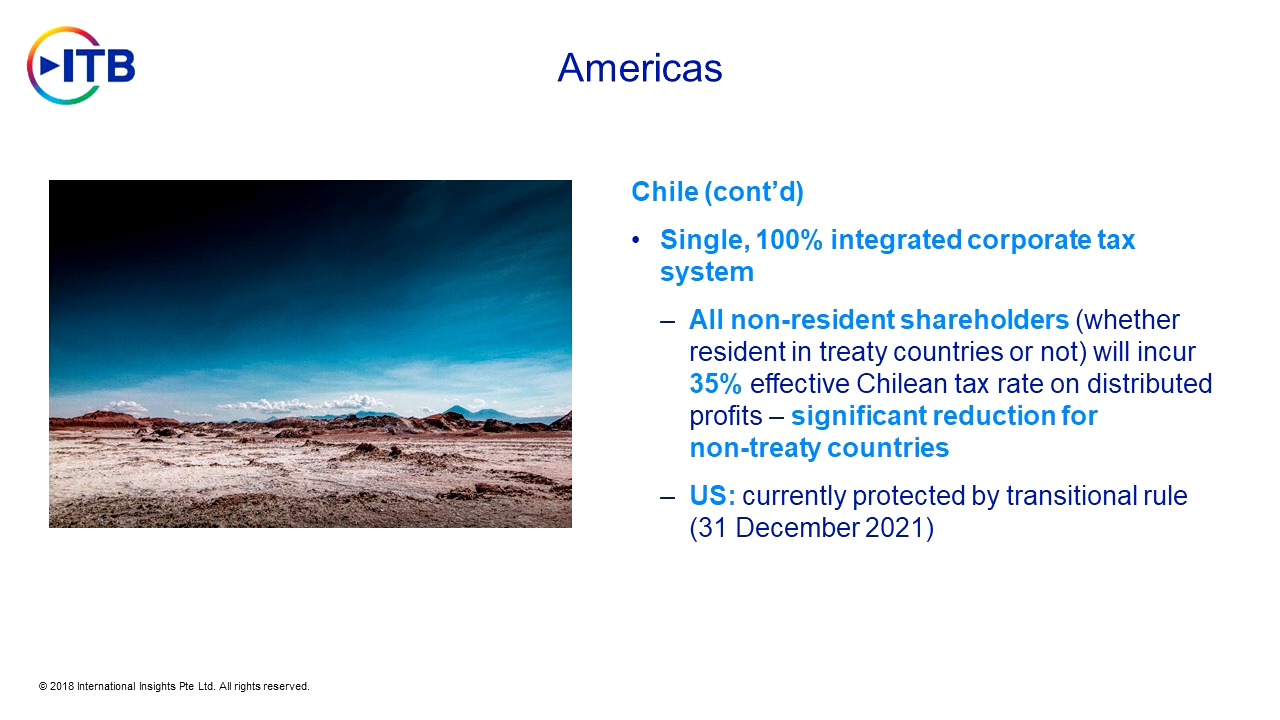 ITB
Americas
Chile (cont’d)
• Single, 100% integrated corporate tax
system
– All non-resident shareholders (whether
resident in treaty countries or not) will incur
35% effective Chilean tax rate on distributed
profits – significant reduction for
non-treaty countries
– US: currently protected by transitional rule
(31 December 2021)
© 2018 International Insights Pte Ltd. All rights reserved.